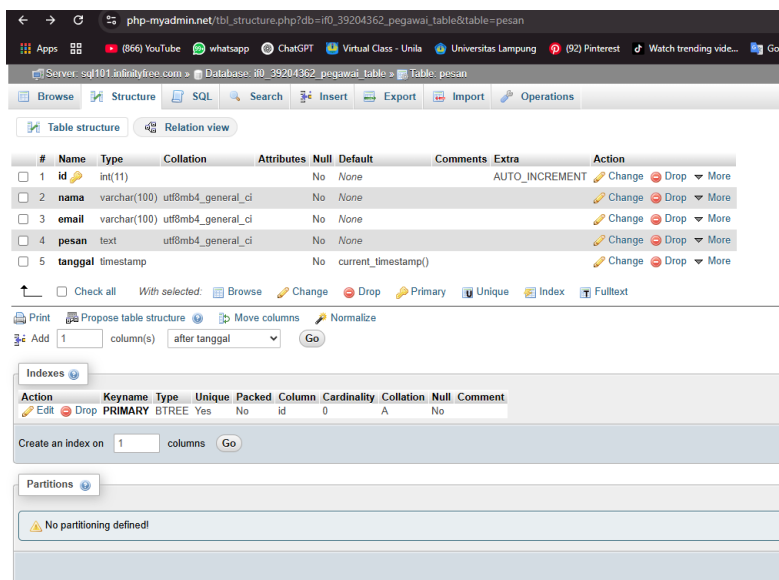 php-myadmin.net/tbl_structure.php?db=if0_39204362_pegawai_table&table=pesan
Apps (866) YouTube whatsapp ChatGPT Virtual Class - Unila Universitas Lampung (92) Pinterest Watch trending vide... Go
Server: sql101.infinityfree.com » Database: if0_39204362_pegawai_table » Table: pesan
Browse Structure SQL Search Insert Export Import Operations
Table structure Relation view
# Name Type Collation Attributes Null Default Comments Extra Action
1 id int(11) No None AUTO_INCREMENT Change Drop More
2 nama varchar(100) utf8mb4_general_ci No None Change Drop More
3 email varchar(100) utf8mb4_general_ci No None Change Drop More
4 pesan text utf8mb4_general_ci No None Change Drop More
5 tanggal timestamp No current_timestamp() Change Drop More
Check all With selected: Browse Change Drop Primary Unique Index Fulltext
Print Propose table structure Move columns Normalize
Add 1 column(s) after tanggal Go
Indexes
Action Keyname Type Unique Packed Column Cardinality Collation Null Comment
Edit Drop PRIMARY BTREE Yes No id 0 A No
Create an index on 1 columns Go
Partitions
No partitioning defined!